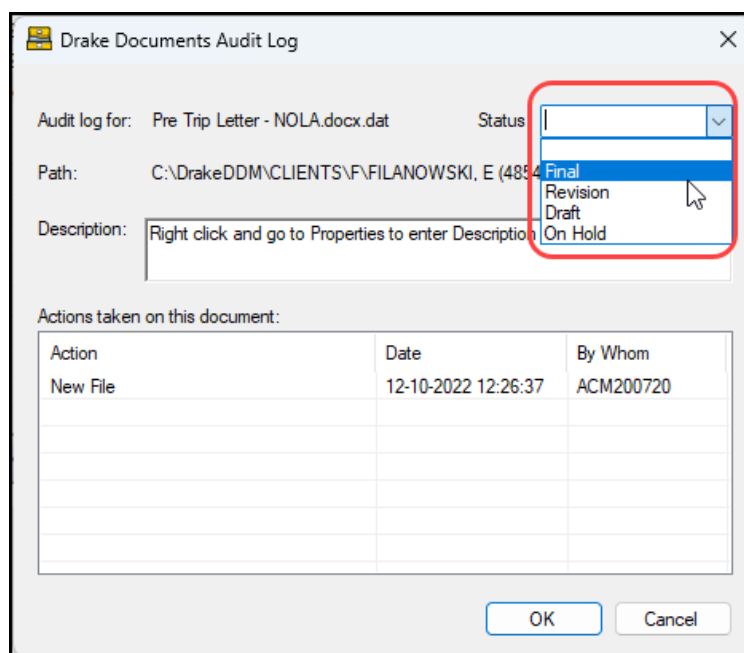 Drake Documents Audit Log
Audit log for: Pre Trip Letter - NOLA.docx.dat Status
Path: C:\DrakeDDM\CLIENTS\F\FILANOWSKI, E (4854
Final
Revision
Draft
On Hold
Description: Right click and go to Properties to enter Description
Actions taken on this document:
Action Date By Whom
New File 12-10-2022 12:26:37 ACM200720
OK Cancel